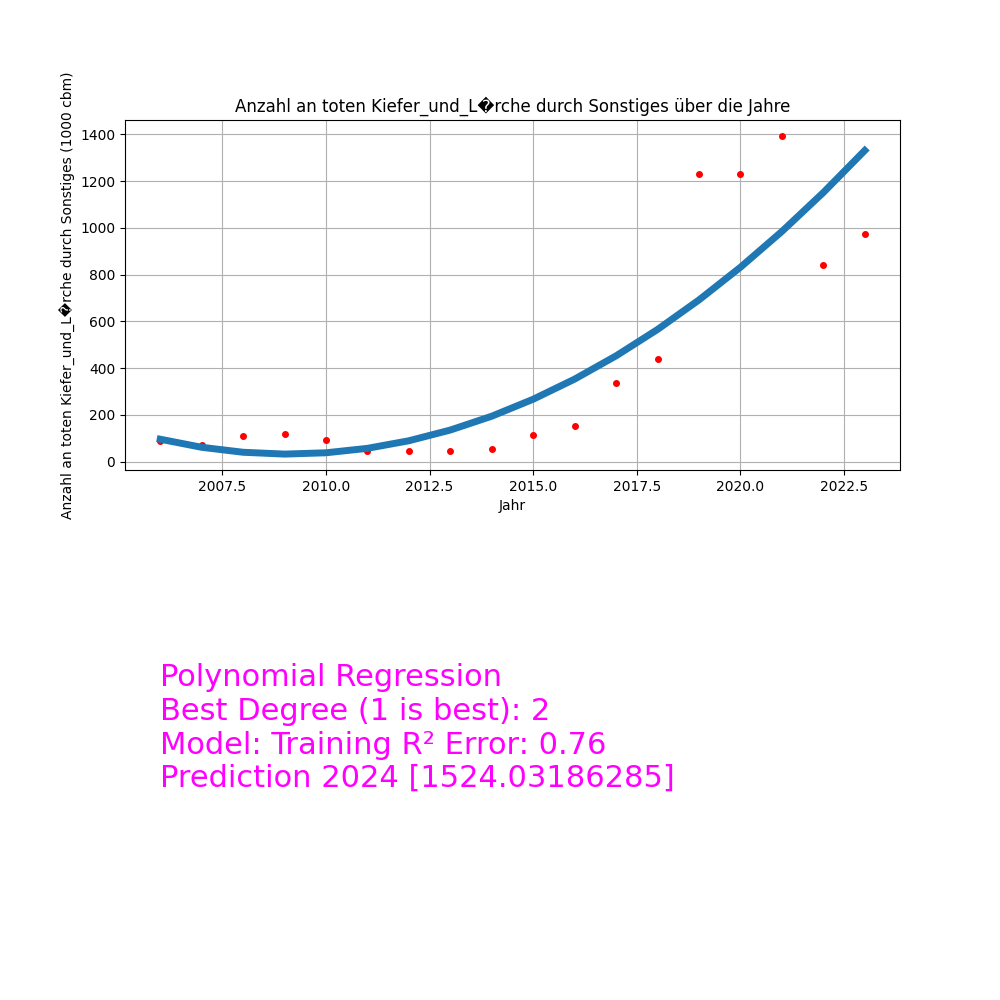 Anzahl an toten Kiefer_und_L�rche durch Sonstiges über die Jahre
Anzahl an toten Kiefer_und_L�rche durch Sonstiges (1000 cbm)
1400
1200
1000
800
600
400
200
0
2007.5 2010.0 2012.5 2015.0 2017.5 2020.0 2022.5
Jahr
Polynomial Regression
Best Degree (1 is best): 2
Model: Training R² Error: 0.76
Prediction 2024 [1524.03186285]